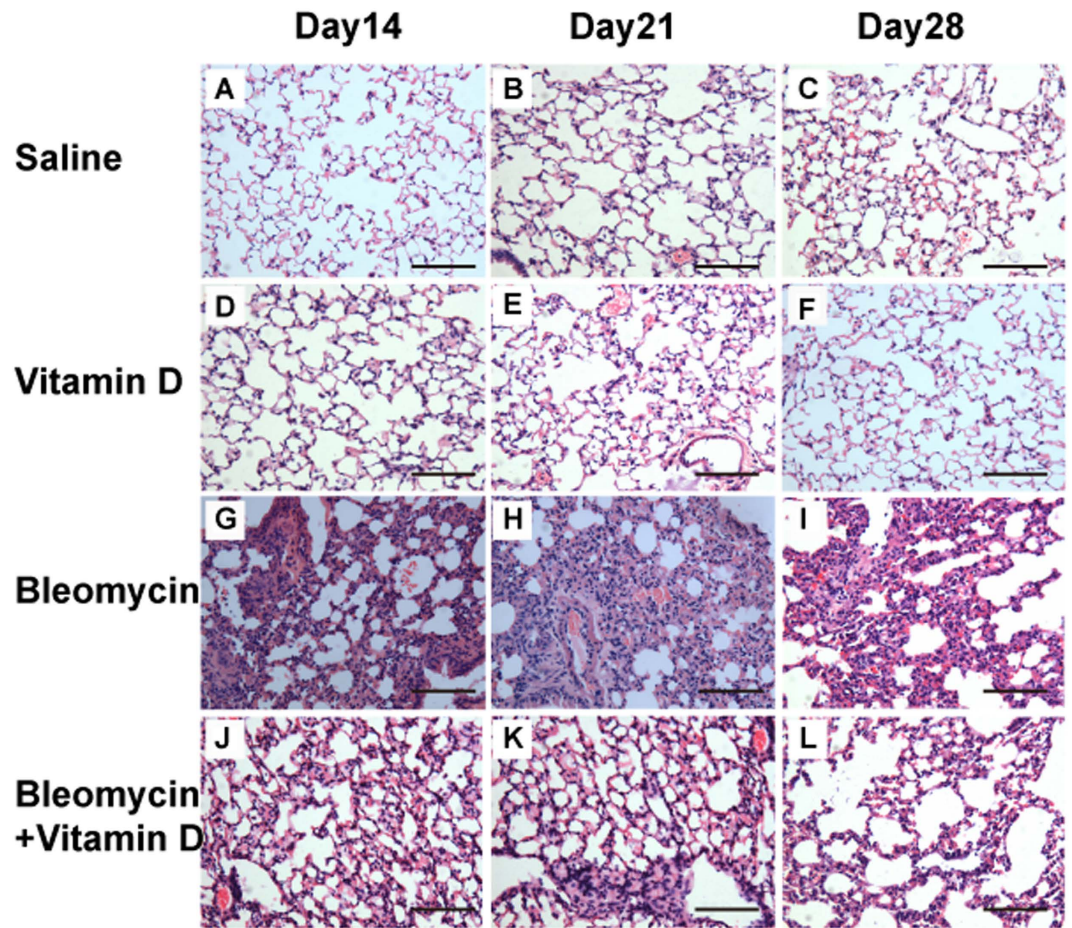 Day14 Day21 Day28
A B C
Saline
D E F
Vitamin D
G H I
Bleomycin
J K L
Bleomycin
+Vitamin D